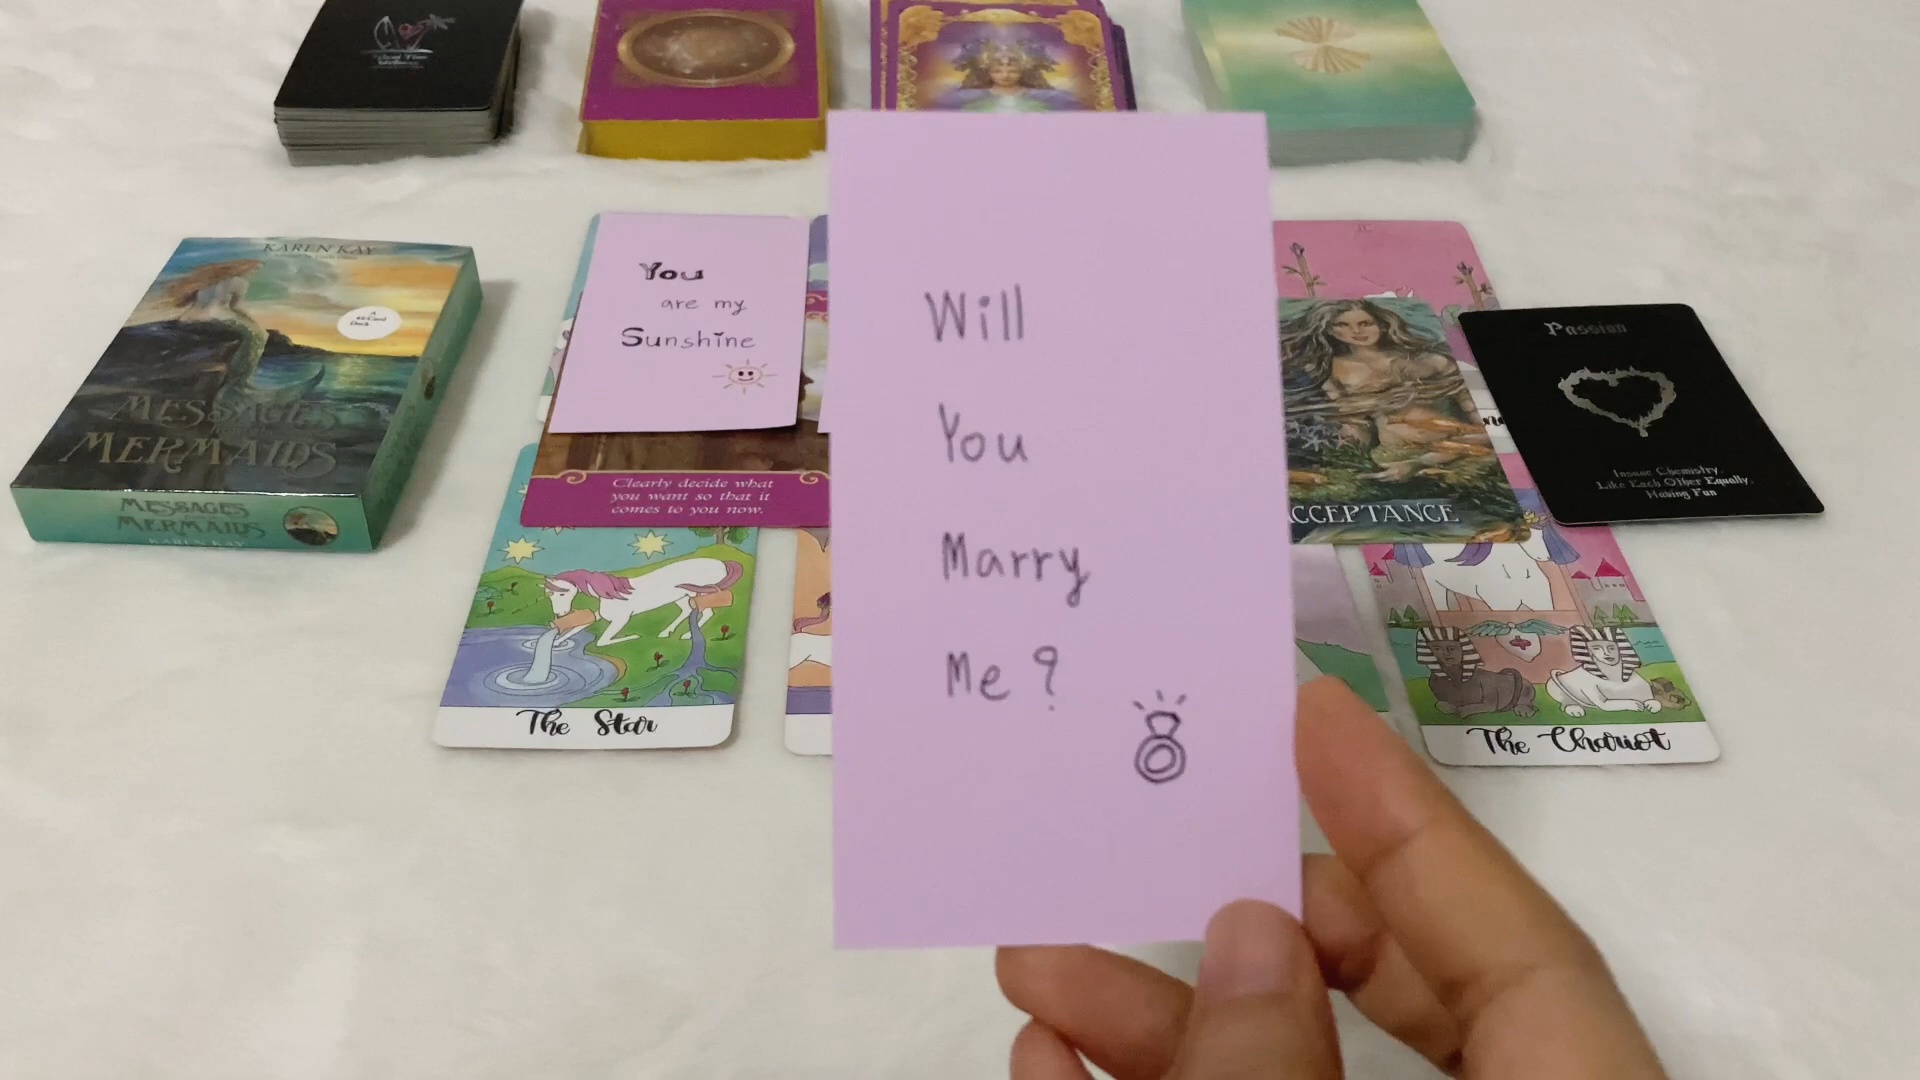 KAREN KAY
MESSAGES
MERMAIDS
MESSAGES
MERMAIDS
KAREN KAY
You
are my
Sunshine
Clearly decide what
you want so that it
comes to you now.
The Star
Will
You
Marry
Me?
ACCEPTANCE
Passion
Insane Chemistry.
Like Each Other Equally.
Having Fun
The Chariot